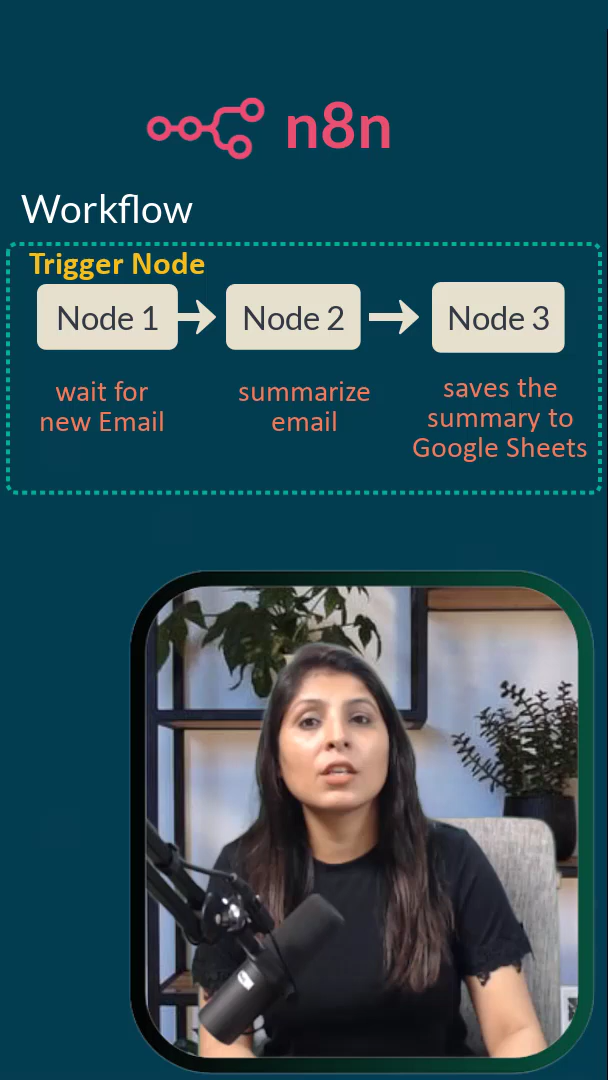 n8n
Workflow
Trigger Node
Node 1
Node 2
Node 3
wait for
new Email
summarize
email
saves the
summary to
Google Sheets